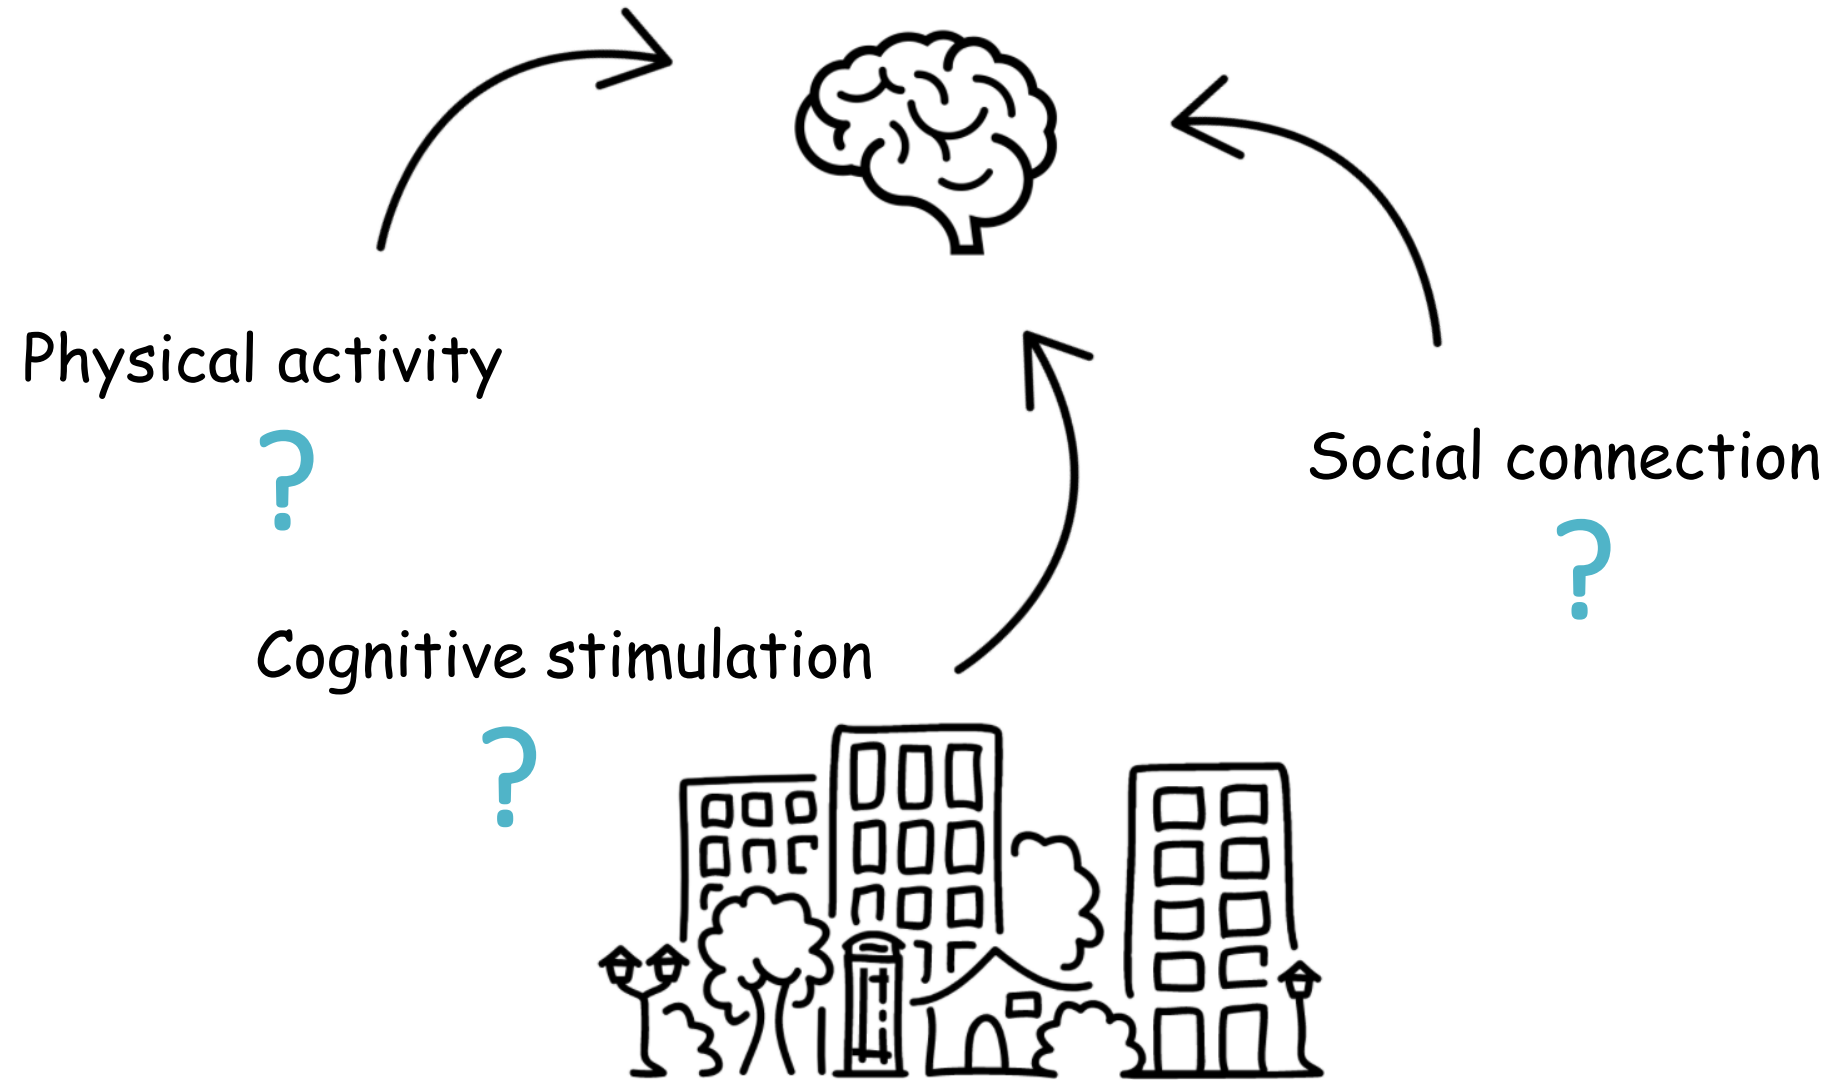 Physical activity
?
Social connection
?
Cognitive stimulation
?